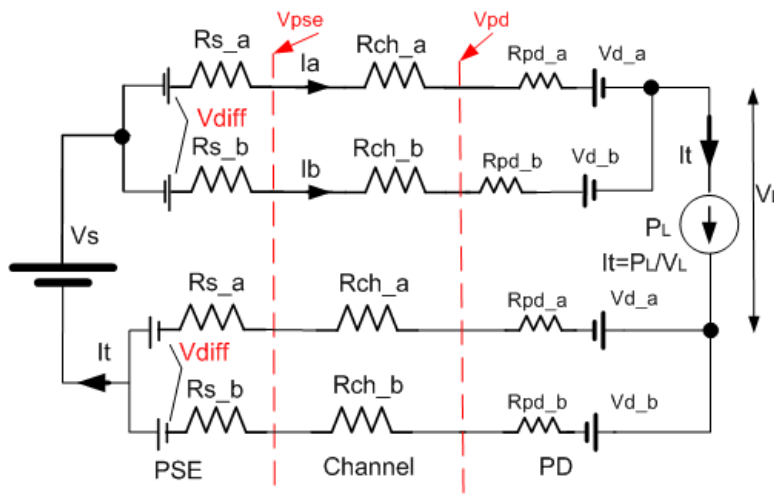 Vpse
Vpd
Rs_a
Ia
Rch_a
Rpd_a
Vd_a
Vdiff
Rs_b
Ib
Rch_b
Rpd_b
Vd_b
It
Vs
PL
It=PL/VL
Rs_a
Rch_a
Rpd_a
Vd_a
It
Vdiff
Rs_b
Rch_b
Rpd_b
Vd_b
PSE
Channel
PD